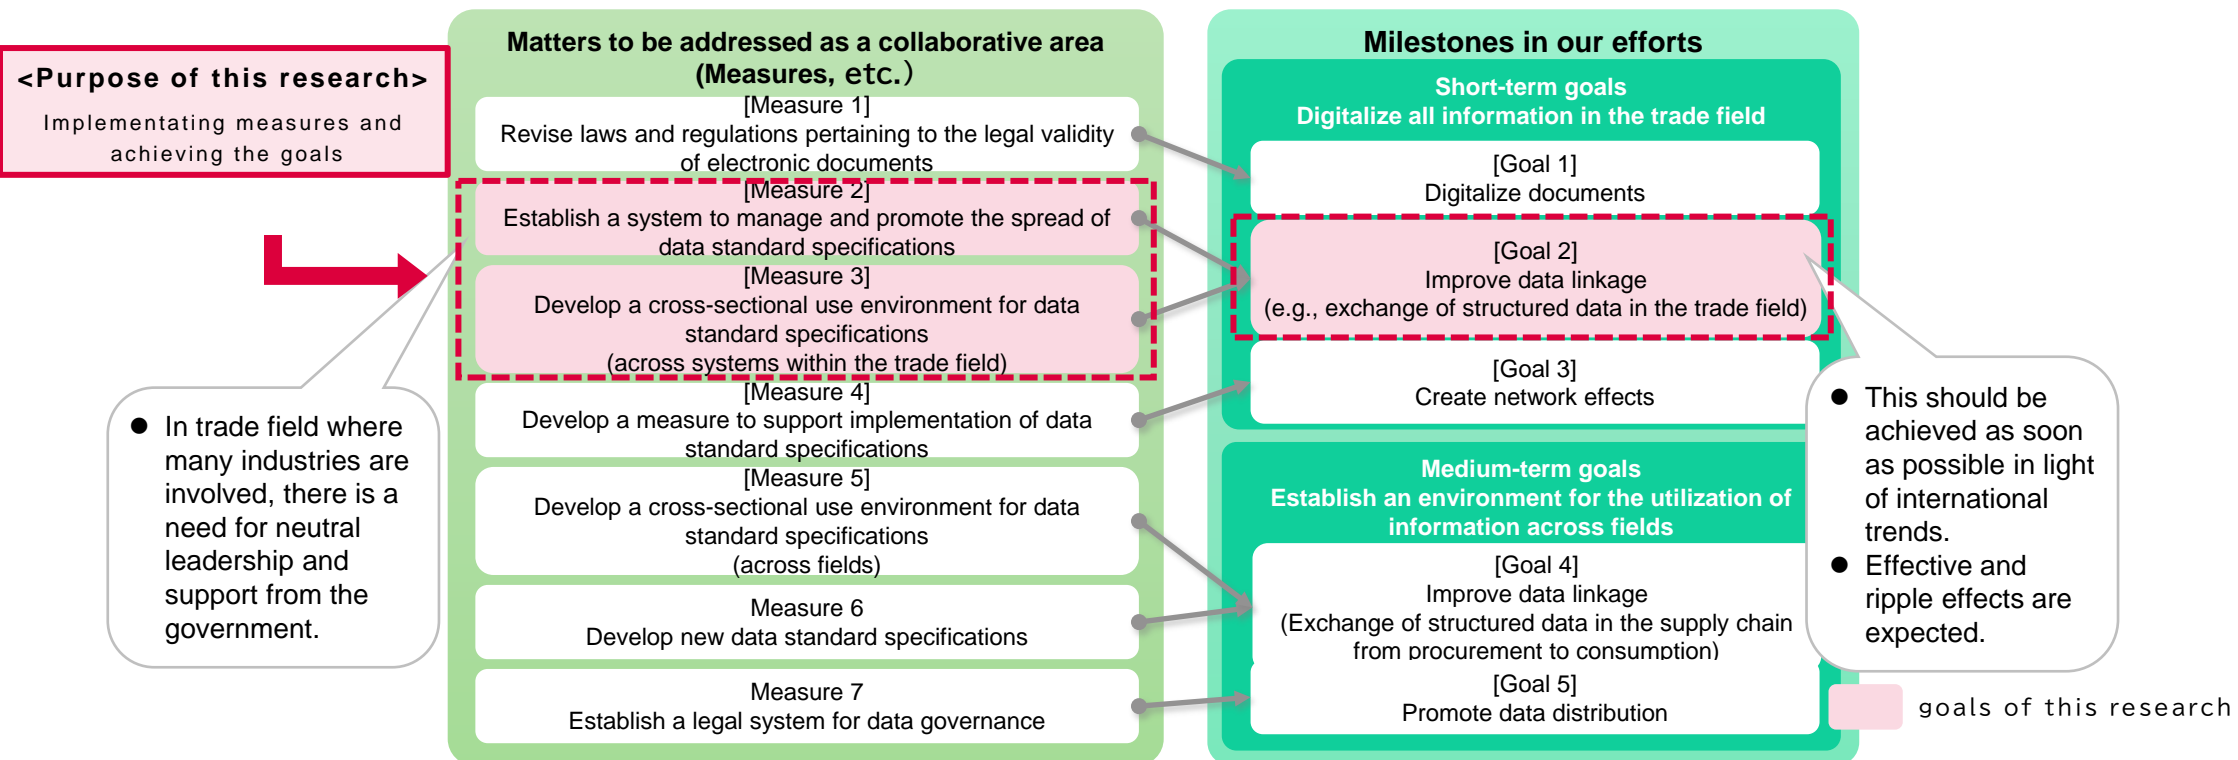 <Purpose of this research>
Implementating measures and
achieving the goals
Matters to be addressed as a collaborative area
(Measures, etc.)
[Measure 1]
Revise laws and regulations pertaining to the legal validity
of electronic documents
[Measure 2]
Establish a system to manage and promote the spread of
data standard specifications
[Measure 3]
Develop a cross-sectional use environment for data
standard specifications
(across systems within the trade field)
[Measure 4]
Develop a measure to support implementation of data
standard specifications
[Measure 5]
Develop a cross-sectional use environment for data
standard specifications
(across fields)
Measure 6
Develop new data standard specifications
Measure 7
Establish a legal system for data governance
● In trade field where
many industries are
involved, there is a
need for neutral
leadership and
support from the
government.
Milestones in our efforts
Short-term goals
Digitalize all information in the trade field
[Goal 1]
Digitalize documents
[Goal 2]
Improve data linkage
(e.g., exchange of structured data in the trade field)
[Goal 3]
Create network effects
Medium-term goals
Establish an environment for the utilization of
information across fields
[Goal 4]
Improve data linkage
(Exchange of structured data in the supply chain
from procurement to consumption)
[Goal 5]
Promote data distribution
● This should be
achieved as soon
as possible in light
of international
trends.
● Effective and
ripple effects are
expected.
goals of this research